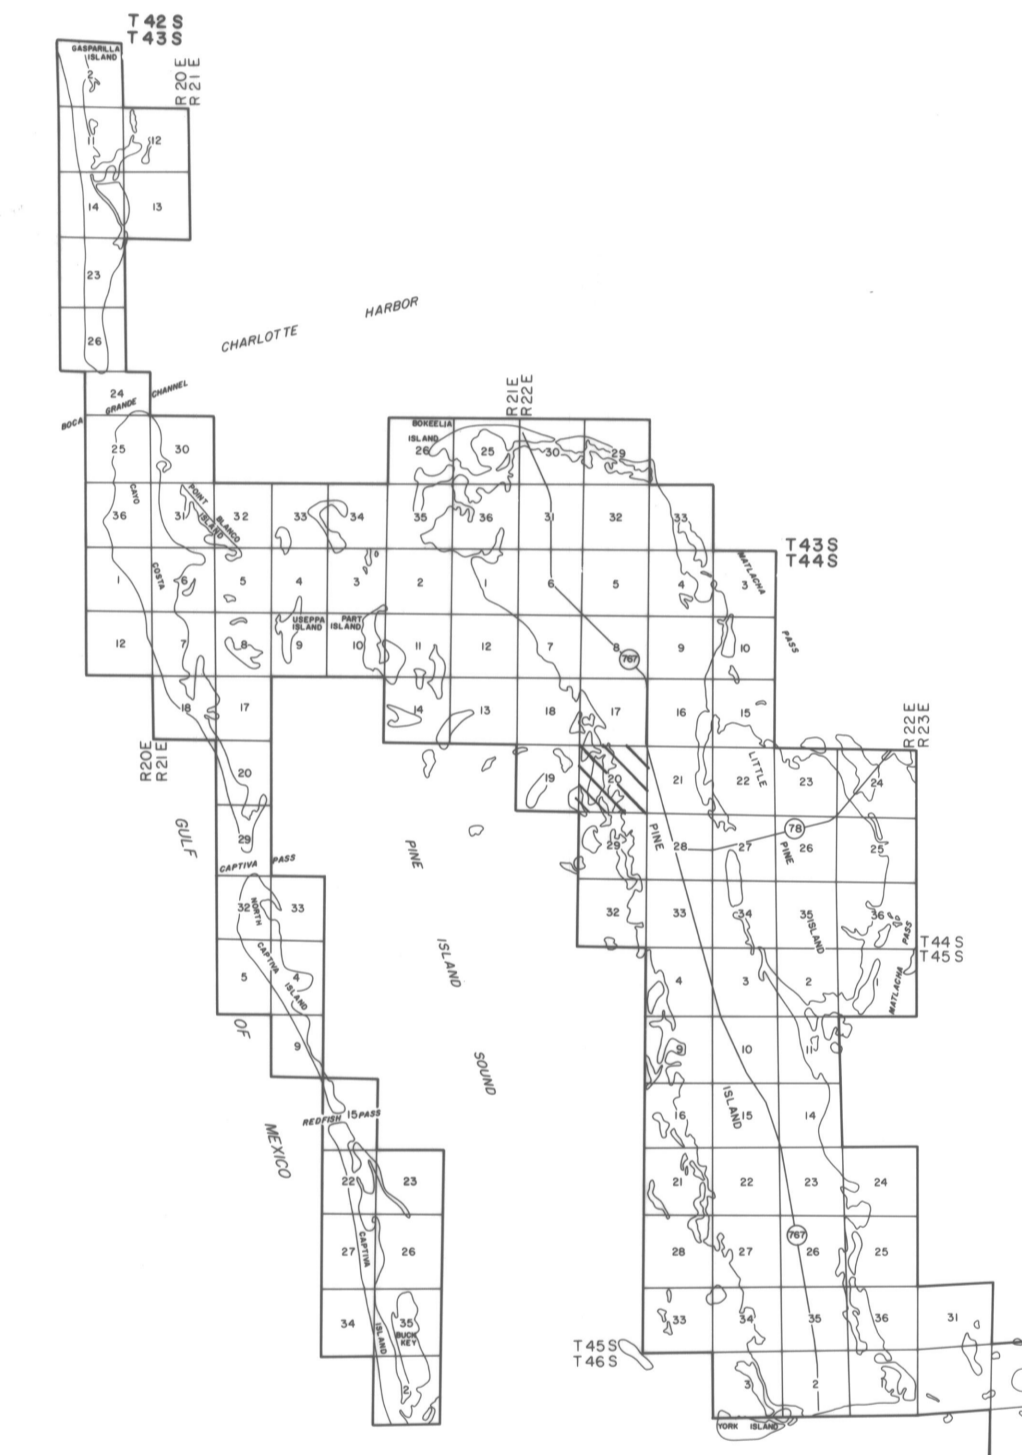 T 42 S
T 43 S
GASPARILLA
ISLAND
R 20 E
R 21 E
2
11
12
14
13
23
26
CHARLOTTE HARBOR
24
BOCA GRANDE CHANNEL
R21E
R22E
BOKEELIA
ISLAND
25
30
26
25
30
29
CAYO
POINT
BLANCO
ISLAND
36
31
32
33
34
35
36
31
32
33
T43S
T44S
MATLACHA
PASS
COSTA
1
6
5
4
3
2
1
6
5
4
3
USEPPA
ISLAND
PART
ISLAND
12
7
8
9
10
11
12
7
8
767
9
10
18
17
14
13
18
17
16
15
R20E
R21E
R22E
R23E
20
19
20
21
22
LITTLE
23
24
GULF
29
PINE
PINE
29
28
27
78
PINE
26
25
CAPTIVA PASS
32
NORTH
33
32
33
34
35
ISLAND
36
PASS
MATLACHA
T44S
T45S
CAPTIVA
ISLAND
5
4
ISLAND
4
3
2
1
OF
9
9
10
11
SOUND
ISLAND
REDFISH 15 PASS
16
15
14
MEXICO
22
23
21
22
23
24
CAPTIVA
27
26
28
27
767
26
25
34
35
BUCK
KEY
ISLAND
33
34
35
36
31
T45S
T46S
2
3
2
1
YORK ISLAND